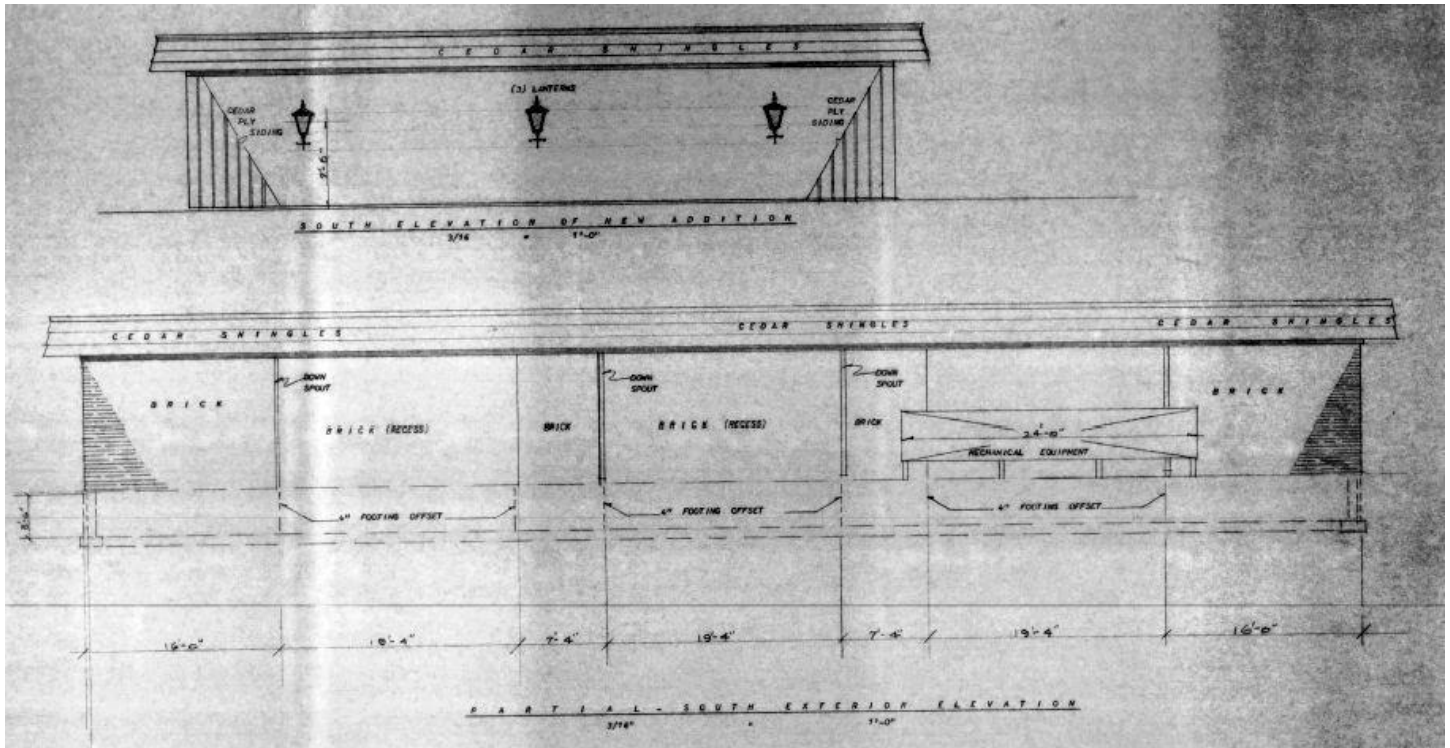 CEDAR SHINGLES
(3) LANTERNS
CEDAR
PLY
SIDING
CEDAR
PLY
SIDING
SOUTH ELEVATION OF NEW ADDITION
3/16 = 1'-0"
CEDAR SHINGLES
CEDAR SHINGLES
CEDAR SHINGLES
DOWN
SPOUT
DOWN
SPOUT
DOWN
SPOUT
BRICK
BRICK (RECESS)
BRICK
BRICK (RECESS)
BRICK
BRICK
24'-0"
MECHANICAL EQUIPMENT
4" FOOTING OFFSET
4" FOOTING OFFSET
4" FOOTING OFFSET
16'-0"
7'-4"
19'-4"
7'-4"
19'-4"
16'-0"
PARTIAL - SOUTH EXTERIOR ELEVATION
3/16" = 1'-0"